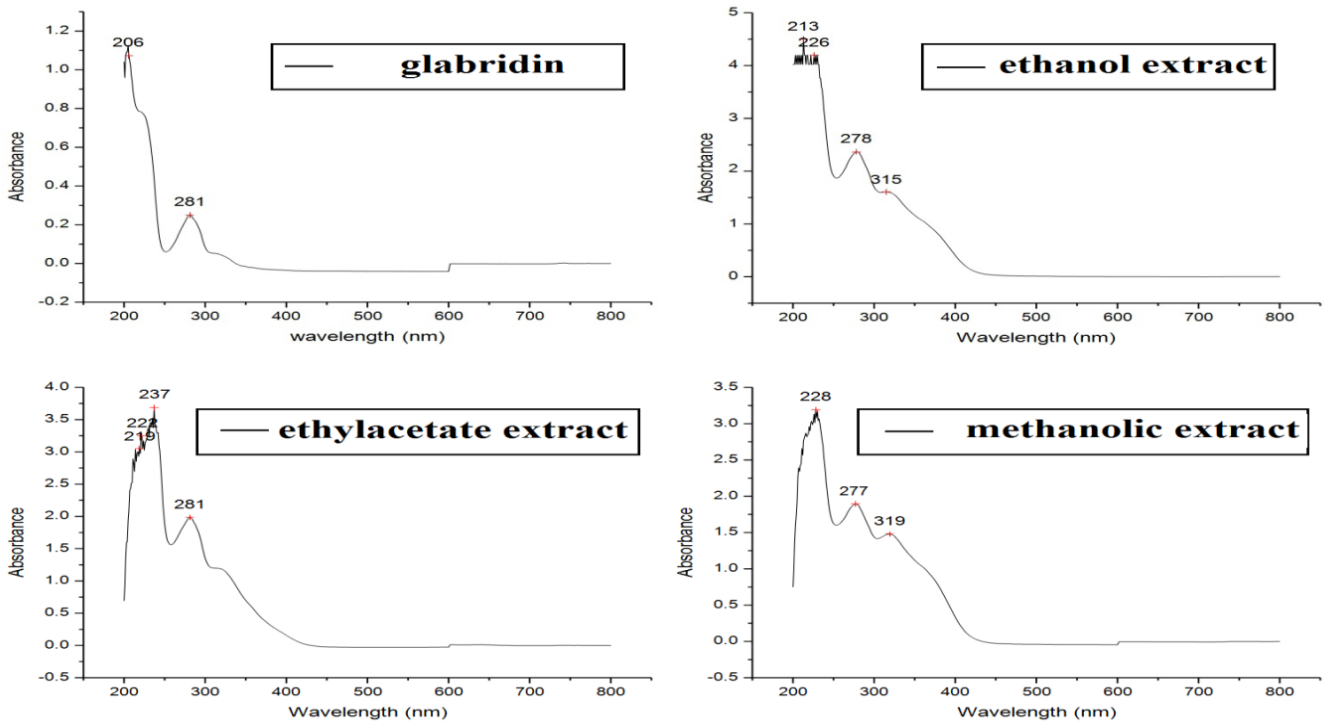 glabridin
206
281
1.2
1.0
0.8
0.6
0.4
0.2
0.0
-0.2
Absorbance
200 300 400 500 600 700 800
wavelength (nm)
ethanol extract
213
226
278
315
5
4
3
2
1
0
Absorbance
200 300 400 500 600 700 800
Wavelength (nm)
ethylacetate extract
237
222
219
281
4.0
3.5
3.0
2.5
2.0
1.5
1.0
0.5
0.0
-0.5
Absorbance
200 300 400 500 600 700 800
Wavelength (nm)
methanolic extract
228
277
319
3.5
3.0
2.5
2.0
1.5
1.0
0.5
0.0
-0.5
Absorbance
200 300 400 500 600 700 800
Wavelength (nm)